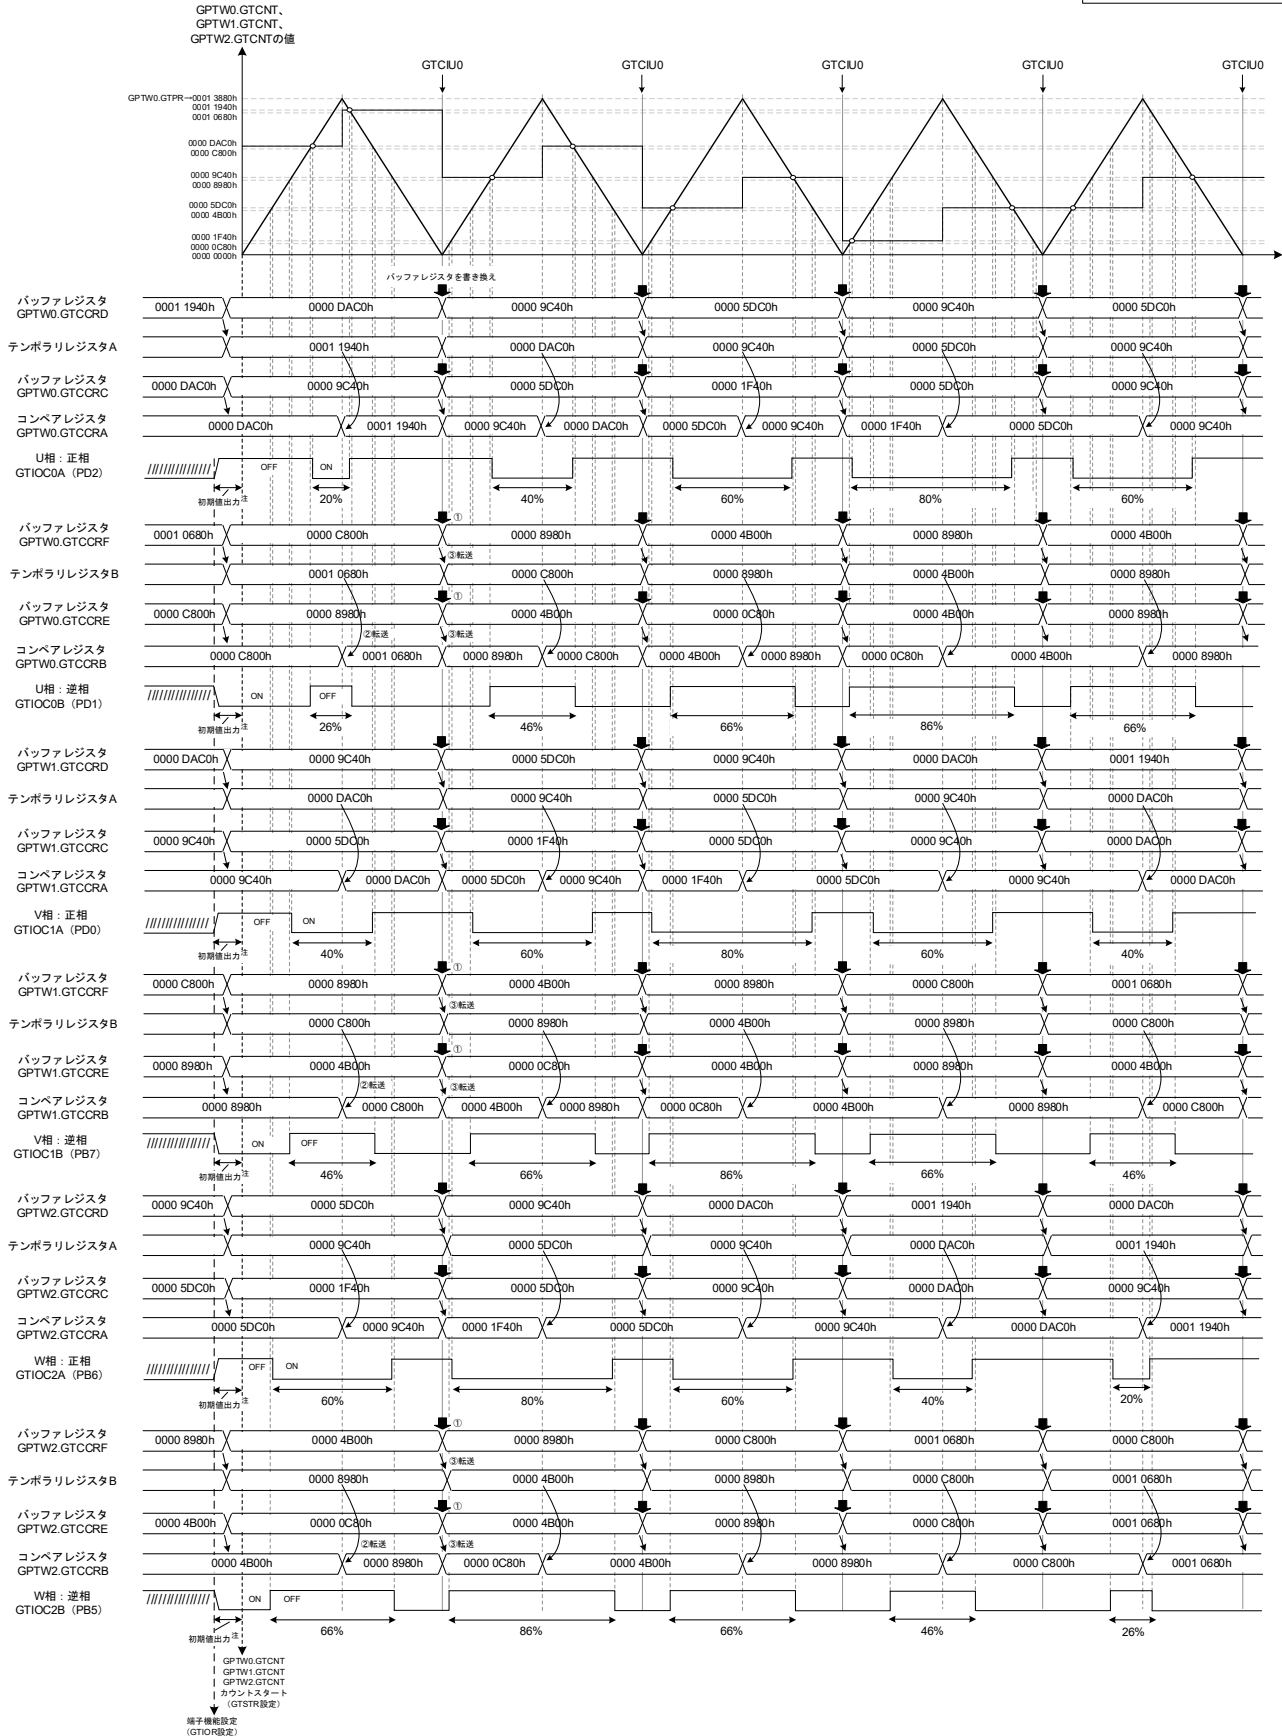 GPTW0.GTCNT、
GPTW1.GTCNT、
GPTW2.GTCNTの値
GTCIU0 GTCIU0 GTCIU0 GTCIU0 GTCIU0
GPTW0.GTPR→0001 3880h
0001 1940h
0001 0680h
0000 DAC0h
0000 C800h
0000 9C40h
0000 8980h
0000 5DC0h
0000 4B00h
0000 1F40h
0000 0C80h
0000 0000h
バッファレジスタを書き換え
バッファレジスタ
GPTW0.GTCCRD
0001 1940h 0000 DAC0h 0000 9C40h 0000 5DC0h 0000 9C40h 0000 5DC0h
テンポラリレジスタA
0001 1940h 0000 DAC0h 0000 9C40h 0000 5DC0h 0000 9C40h
バッファレジスタ
GPTW0.GTCCRC
0000 DAC0h 0000 9C40h 0000 5DC0h 0000 1F40h 0000 5DC0h 0000 9C40h
コンペアレジスタ
GPTW0.GTCCRA
0000 DAC0h 0001 1940h 0000 9C40h 0000 DAC0h 0000 5DC0h 0000 9C40h 0000 1F40h 0000 5DC0h 0000 9C40h
U相：正相
GTIOC0A（PD2）
OFF ON
初期値出力注 20% 40% 60% 80% 60%
バッファレジスタ
GPTW0.GTCCRF
①
0001 0680h 0000 C800h 0000 8980h 0000 4B00h 0000 8980h 0000 4B00h
③転送
テンポラリレジスタB
0001 0680h 0000 C800h 0000 8980h 0000 4B00h 0000 8980h
バッファレジスタ
GPTW0.GTCCRE
①
0000 C800h 0000 8980h 0000 4B00h 0000 0C80h 0000 4B00h 0000 8980h
②転送 ③転送
コンペアレジスタ
GPTW0.GTCCRB
0000 C800h 0001 0680h 0000 8980h 0000 C800h 0000 4B00h 0000 8980h 0000 0C80h 0000 4B00h 0000 8980h
U相：逆相
GTIOC0B（PD1）
ON OFF
初期値出力注 26% 46% 66% 86% 66%
バッファレジスタ
GPTW1.GTCCRD
0000 DAC0h 0000 9C40h 0000 5DC0h 0000 9C40h 0000 DAC0h 0001 1940h
テンポラリレジスタA
0000 DAC0h 0000 9C40h 0000 5DC0h 0000 9C40h 0000 DAC0h
バッファレジスタ
GPTW1.GTCCRC
0000 9C40h 0000 5DC0h 0000 1F40h 0000 5DC0h 0000 9C40h 0000 DAC0h
コンペアレジスタ
GPTW1.GTCCRA
0000 9C40h 0000 DAC0h 0000 5DC0h 0000 9C40h 0000 1F40h 0000 5DC0h 0000 9C40h 0000 DAC0h
V相：正相
GTIOC1A（PD0）
OFF ON
初期値出力注 40% 60% 80% 60% 40%
バッファレジスタ
GPTW1.GTCCRF
①
0000 C800h 0000 8980h 0000 4B00h 0000 8980h 0000 C800h 0001 0680h
③転送
テンポラリレジスタB
0000 C800h 0000 8980h 0000 4B00h 0000 8980h 0000 C800h
バッファレジスタ
GPTW1.GTCCRE
①
0000 8980h 0000 4B00h 0000 0C80h 0000 4B00h 0000 8980h 0000 4B00h
②転送 ③転送
コンペアレジスタ
GPTW1.GTCCRB
0000 8980h 0000 C800h 0000 4B00h 0000 8980h 0000 0C80h 0000 4B00h 0000 8980h 0000 C800h
V相：逆相
GTIOC1B（PB7）
ON OFF
初期値出力注 46% 66% 86% 66% 46%
バッファレジスタ
GPTW2.GTCCRD
0000 9C40h 0000 5DC0h 0000 9C40h 0000 DAC0h 0001 1940h 0000 DAC0h
テンポラリレジスタA
0000 9C40h 0000 5DC0h 0000 9C40h 0000 DAC0h 0001 1940h
バッファレジスタ
GPTW2.GTCCRC
0000 5DC0h 0000 1F40h 0000 5DC0h 0000 9C40h 0000 DAC0h 0000 9C40h
コンペアレジスタ
GPTW2.GTCCRA
0000 5DC0h 0000 9C40h 0000 1F40h 0000 5DC0h 0000 9C40h 0000 DAC0h 0001 1940h
W相：正相
GTIOC2A（PB6）
OFF ON
初期値出力注 60% 80% 60% 40% 20%
バッファレジスタ
GPTW2.GTCCRF
①
0000 8980h 0000 4B00h 0000 8980h 0000 C800h 0001 0680h 0000 C800h
③転送
テンポラリレジスタB
0000 8980h 0000 4B00h 0000 8980h 0000 C800h 0001 0680h
バッファレジスタ
GPTW2.GTCCRE
①
0000 4B00h 0000 0C80h 0000 4B00h 0000 8980h 0000 C800h 0001 0680h
②転送 ③転送
コンペアレジスタ
GPTW2.GTCCRB
0000 4B00h 0000 8980h 0000 0C80h 0000 4B00h 0000 8980h 0000 C800h 0001 0680h
W相：逆相
GTIOC2B（PB5）
ON OFF
初期値出力注 66% 86% 66% 46% 26%
GPTW0.GTCNT
GPTW1.GTCNT
GPTW2.GTCNT
カウントスタート
（GTSTR設定）
端子機能設定
（GTIOR設定）